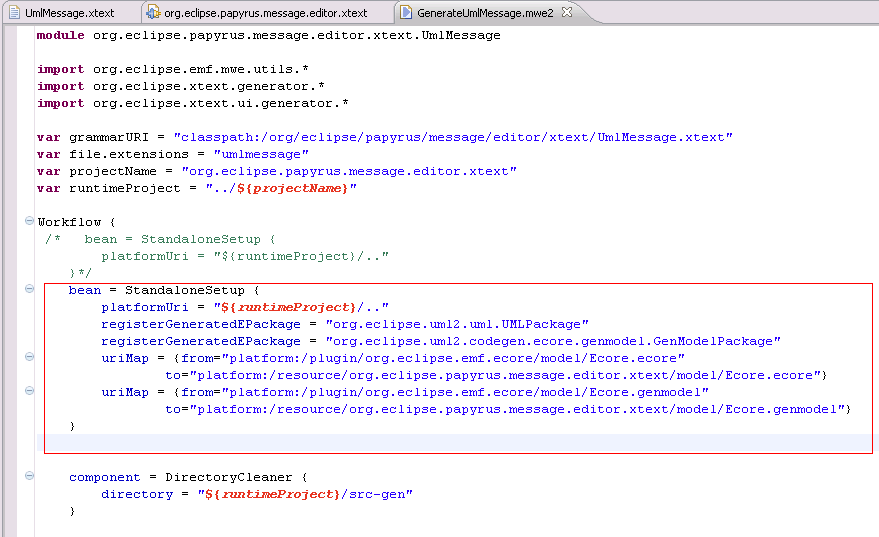 UmlMessage.xtext org.eclipse.papyrus.message.editor.xtext GenerateUmlMessage.mwe2
module org.eclipse.papyrus.message.editor.xtext.UmlMessage
import org.eclipse.emf.mwe.utils.*
import org.eclipse.xtext.generator.*
import org.eclipse.xtext.ui.generator.*
var grammarURI = "classpath:/org/eclipse/papyrus/message/editor/xtext/UmlMessage.xtext"
var file.extensions = "umlmessage"
var projectName = "org.eclipse.papyrus.message.editor.xtext"
var runtimeProject = "../${projectName}"
Workflow {
/*   bean = StandaloneSetup {
platformUri = "${runtimeProject}/.."
}*/
bean = StandaloneSetup {
platformUri = "${runtimeProject}/.."
registerGeneratedEPackage = "org.eclipse.uml2.uml.UMLPackage"
registerGeneratedEPackage = "org.eclipse.uml2.codegen.ecore.genmodel.GenModelPackage"
uriMap = {from="platform:/plugin/org.eclipse.emf.ecore/model/Ecore.ecore"
to="platform:/resource/org.eclipse.papyrus.message.editor.xtext/model/Ecore.ecore"}
uriMap = {from="platform:/plugin/org.eclipse.emf.ecore/model/Ecore.genmodel"
to="platform:/resource/org.eclipse.papyrus.message.editor.xtext/model/Ecore.genmodel"}
}
component = DirectoryCleaner {
directory = "${runtimeProject}/src-gen"
}